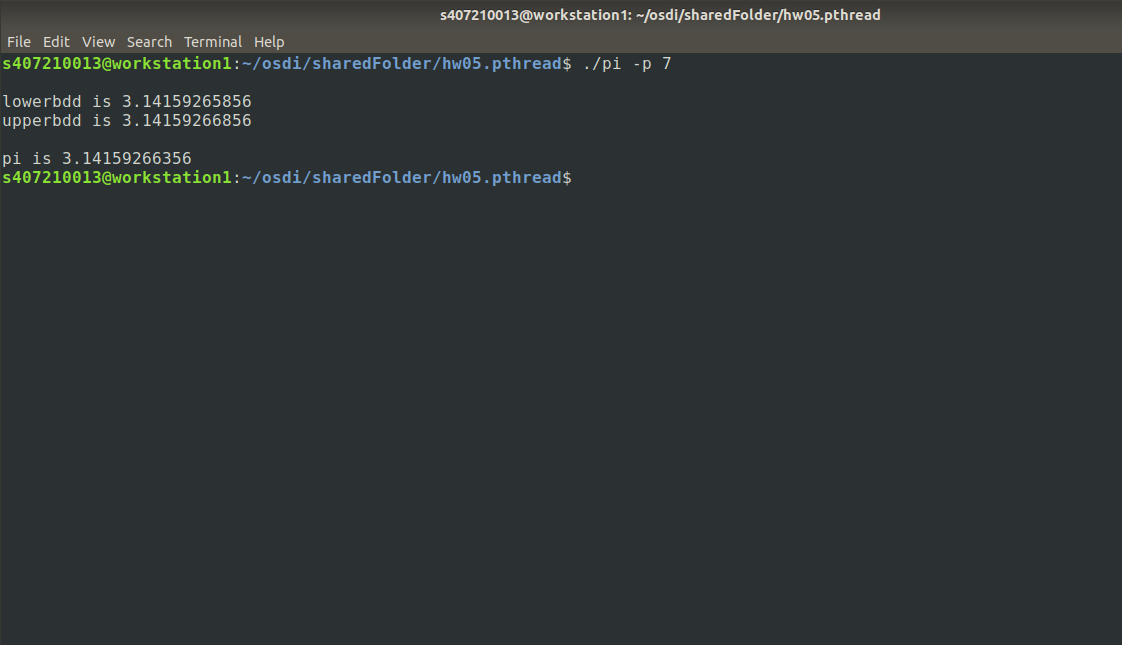 s407210013@workstation1: ~/osdi/sharedFolder/hw05.pthread
File Edit View Search Terminal Help
s407210013@workstation1:~/osdi/sharedFolder/hw05.pthread$ ./pi -p 7
lowerbdd is 3.14159265856
upperbdd is 3.14159266856
pi is 3.14159266356
s407210013@workstation1:~/osdi/sharedFolder/hw05.pthread$